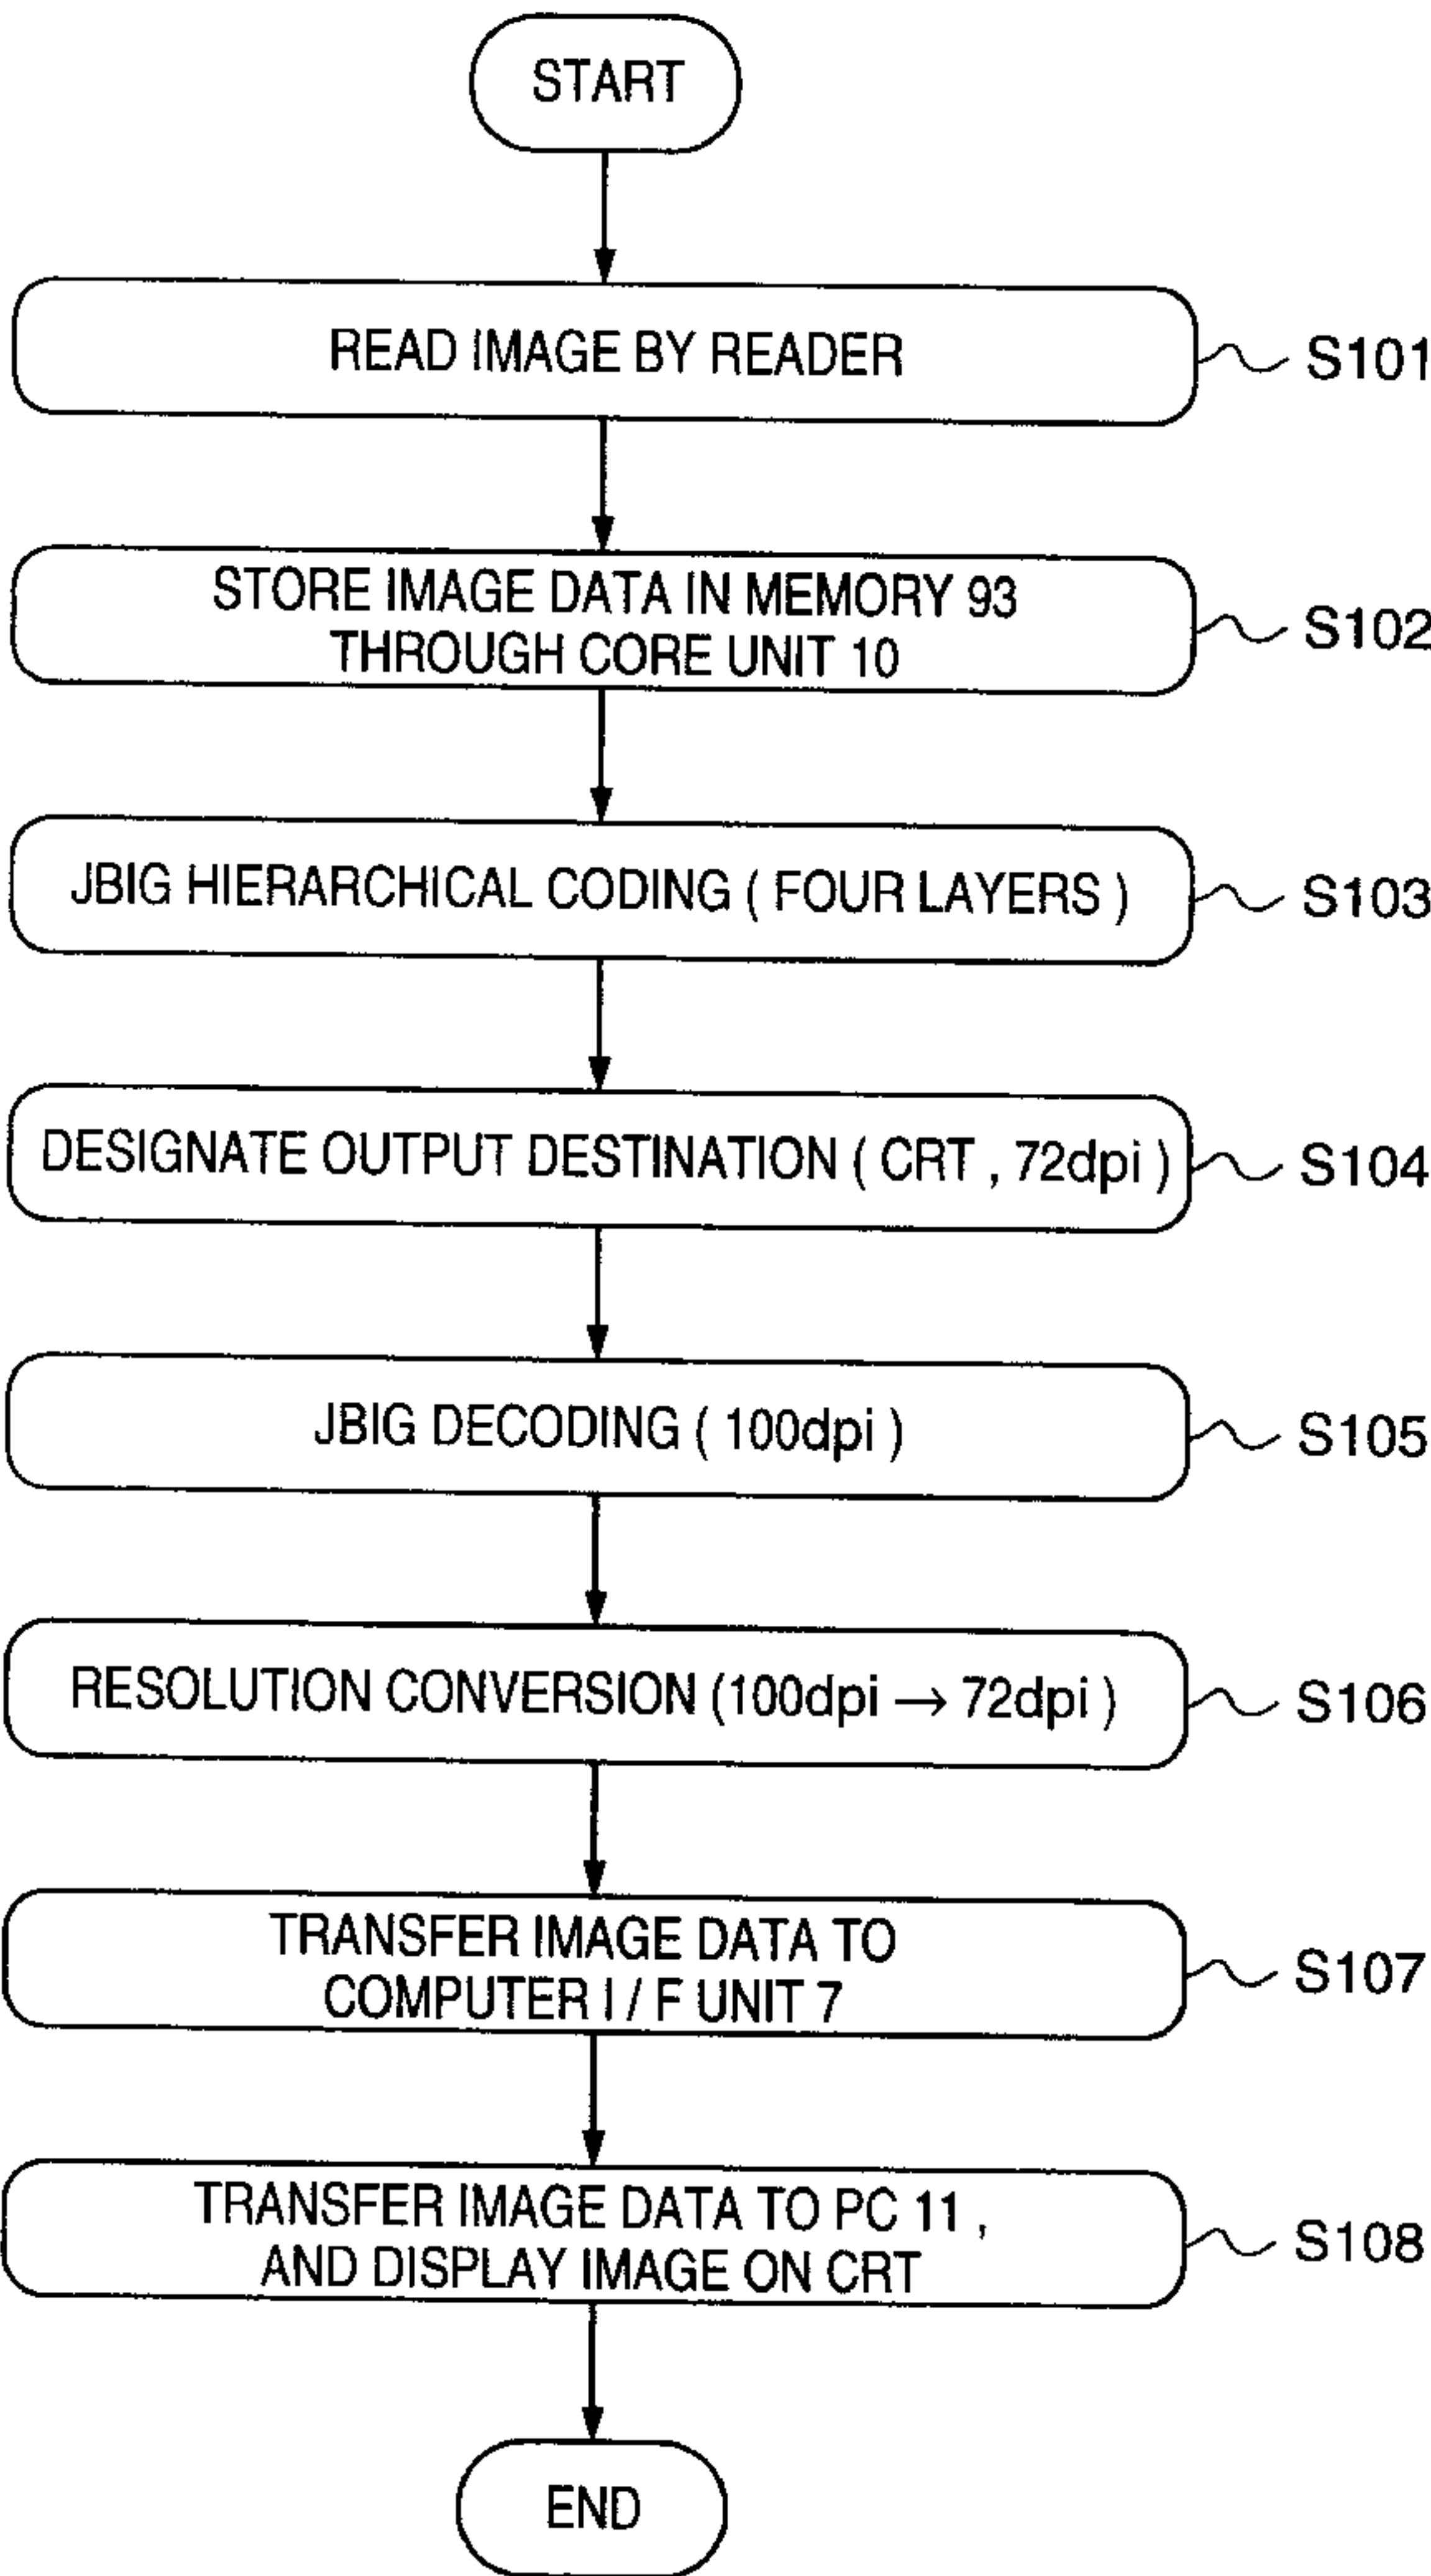 START
READ IMAGE BY READER
S101
STORE IMAGE DATA IN MEMORY 93
THROUGH CORE UNIT 10
S102
JBIG HIERARCHICAL CODING ( FOUR LAYERS )
S103
DESIGNATE OUTPUT DESTINATION ( CRT , 72dpi )
S104
JBIG DECODING ( 100dpi )
S105
RESOLUTION CONVERSION (100dpi → 72dpi )
S106
TRANSFER IMAGE DATA TO
COMPUTER I / F UNIT 7
S107
TRANSFER IMAGE DATA TO PC 11 ,
AND DISPLAY IMAGE ON CRT
S108
END